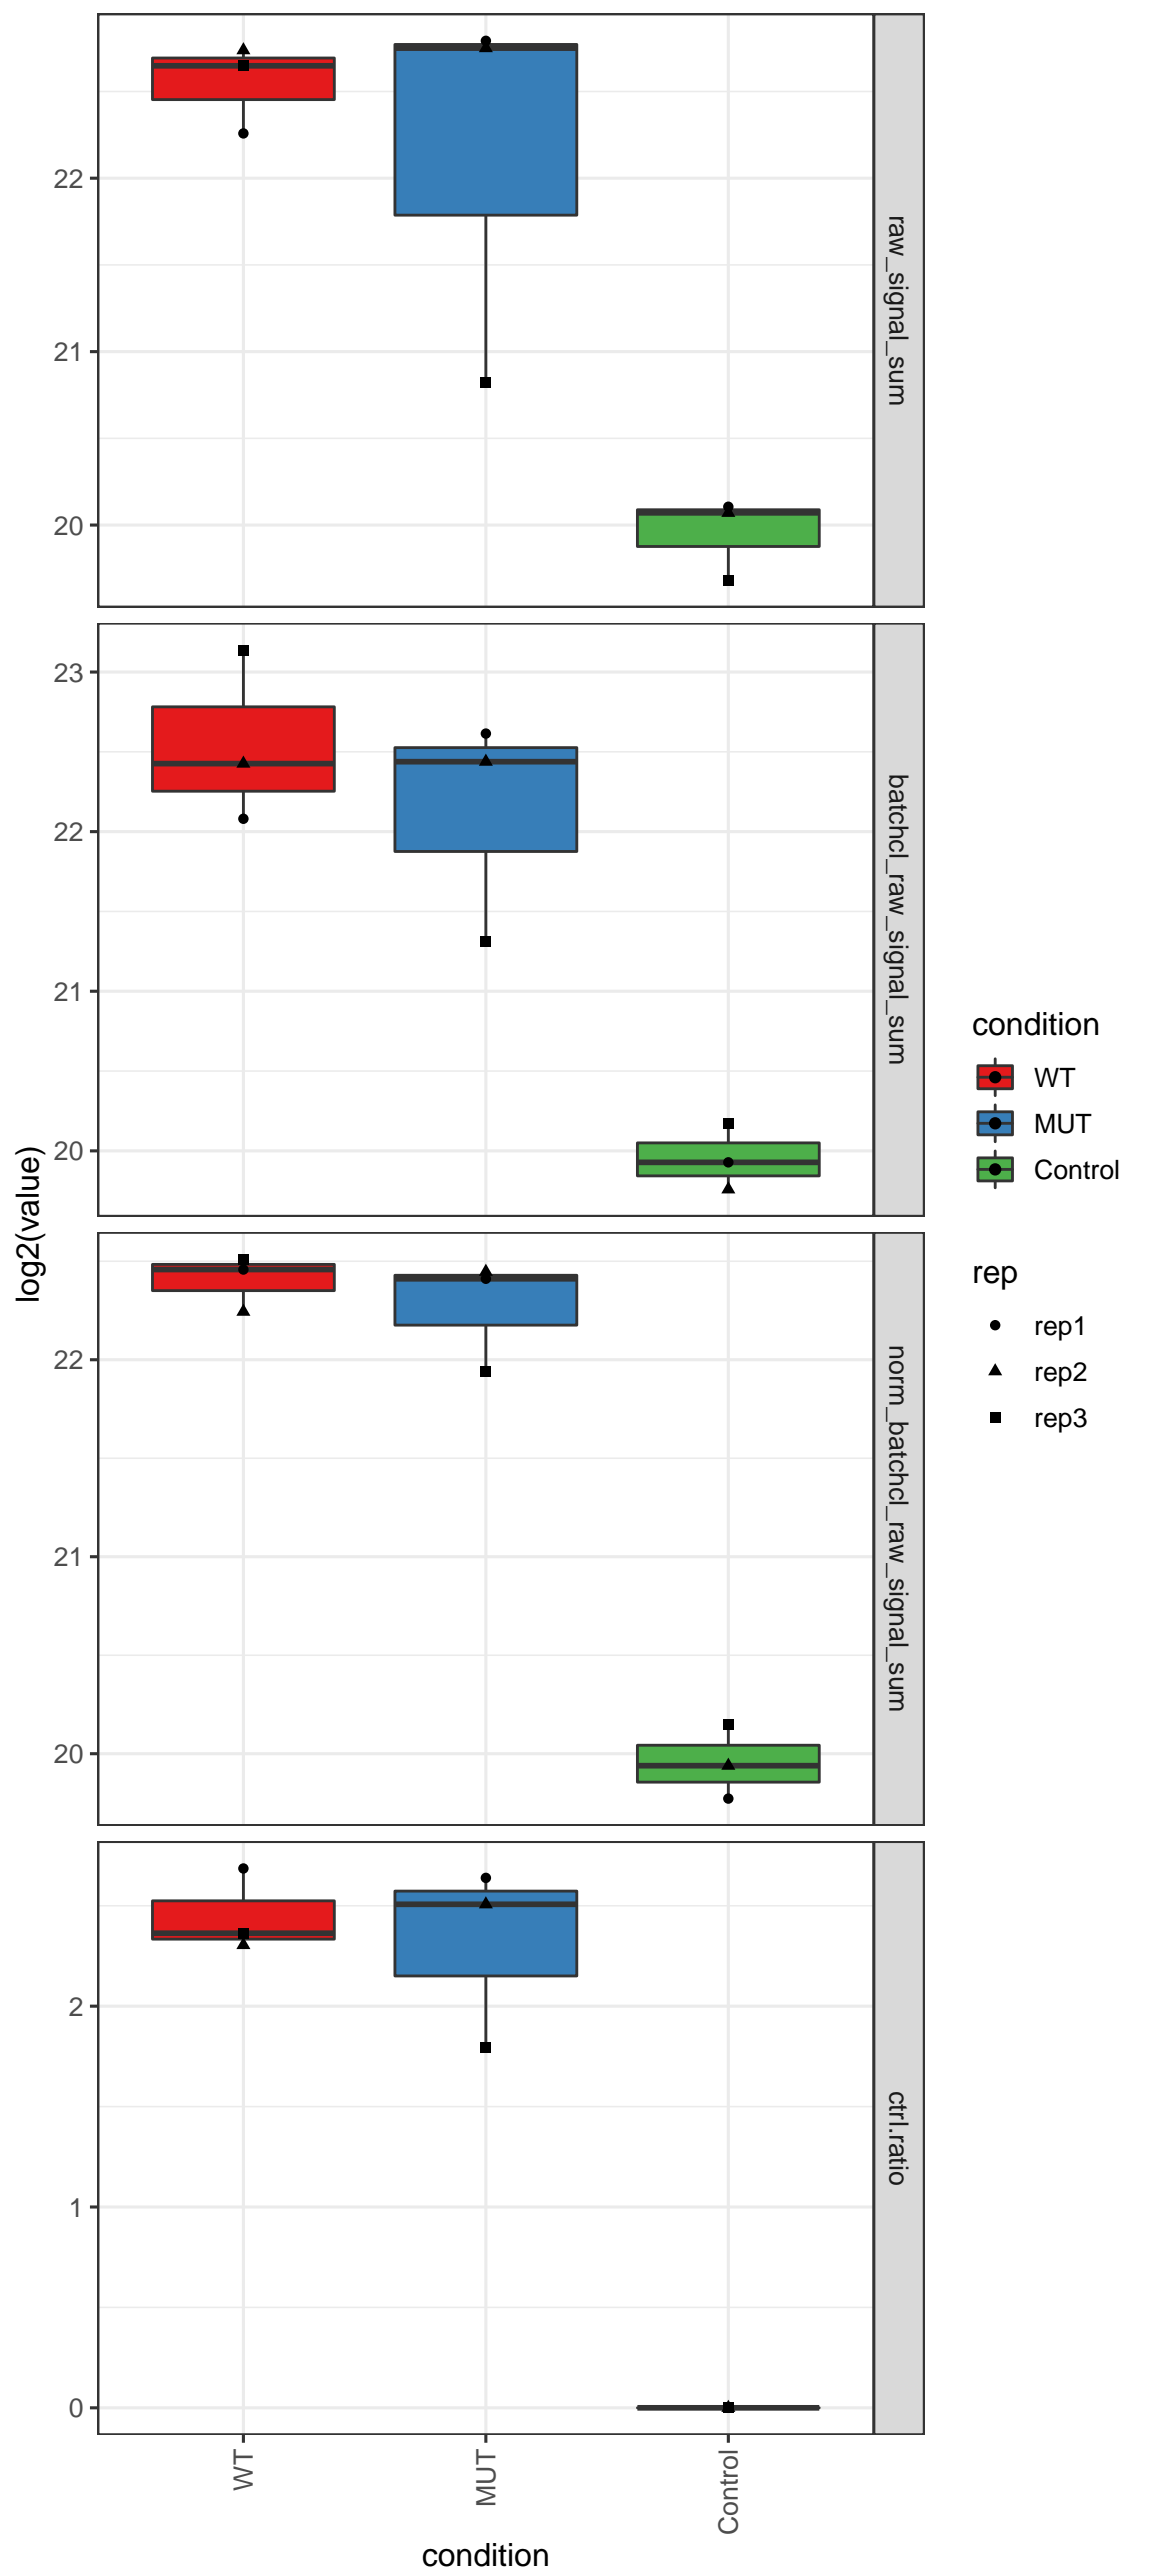 log2(value)
22
21
20
raw_signal_sum
23
22
21
20
batchcl_raw_signal_sum
22
21
20
norm_batchcl_raw_signal_sum
2
1
0
ctrl.ratio
WT
MUT
Control
condition
condition
WT
MUT
Control
rep
rep1
rep2
rep3